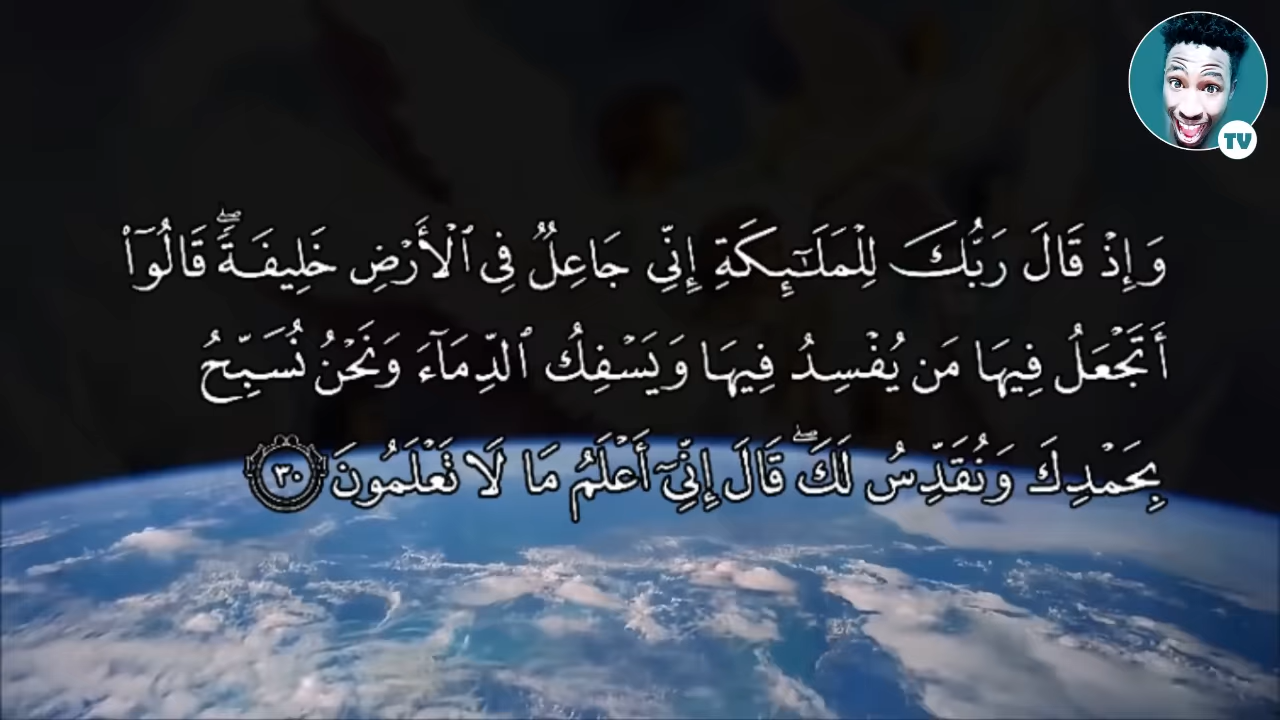 وَإِذْ قَالَ رَبُّكَ لِلْمَلَـٰٓئِكَةِ إِنِّى جَاعِلٌ فِى ٱلْأَرْضِ خَلِيفَةً ۖ قَالُوٓا۟
أَتَجْعَلُ فِيهَا مَن يُفْسِدُ فِيهَا وَيَسْفِكُ ٱلدِّمَآءَ وَنَحْنُ نُسَبِّحُ
بِحَمْدِكَ وَنُقَدِّسُ لَكَ ۖ قَالَ إِنِّىٓ أَعْلَمُ مَا لَا تَعْلَمُونَ ٣٠
TV